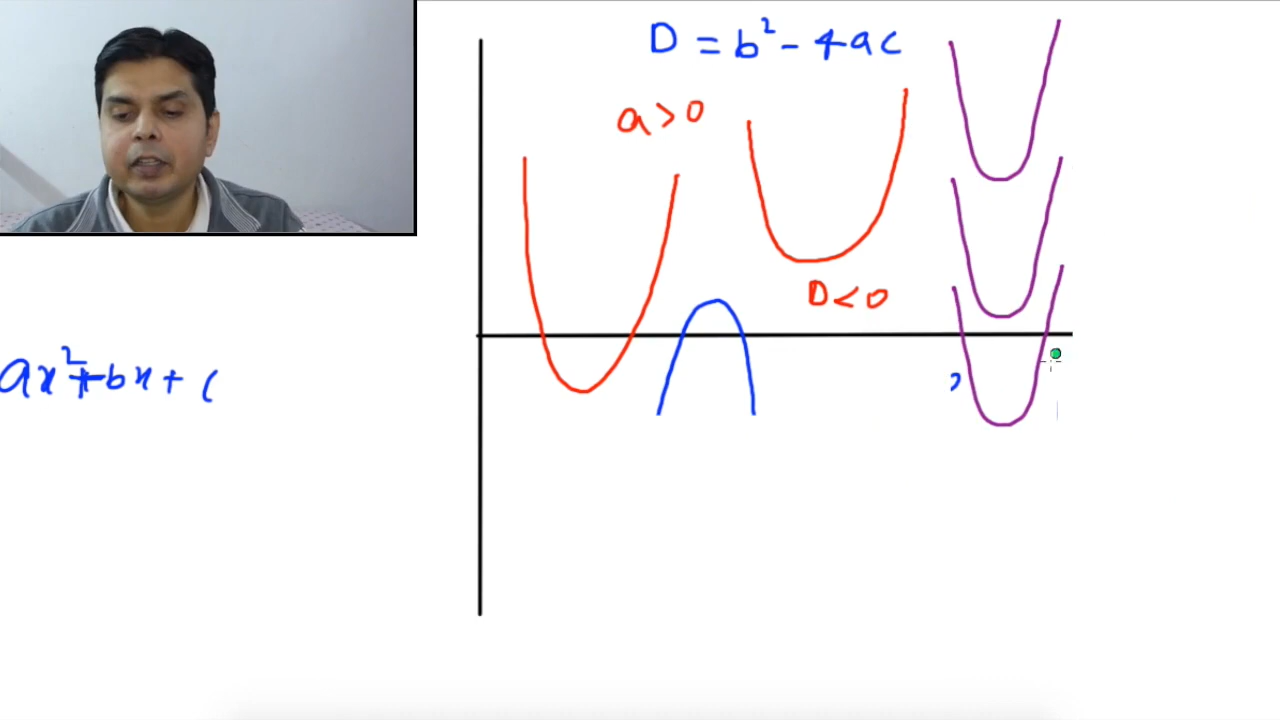 D = b² - 4ac
a > 0
D < 0
ax² + bx + c